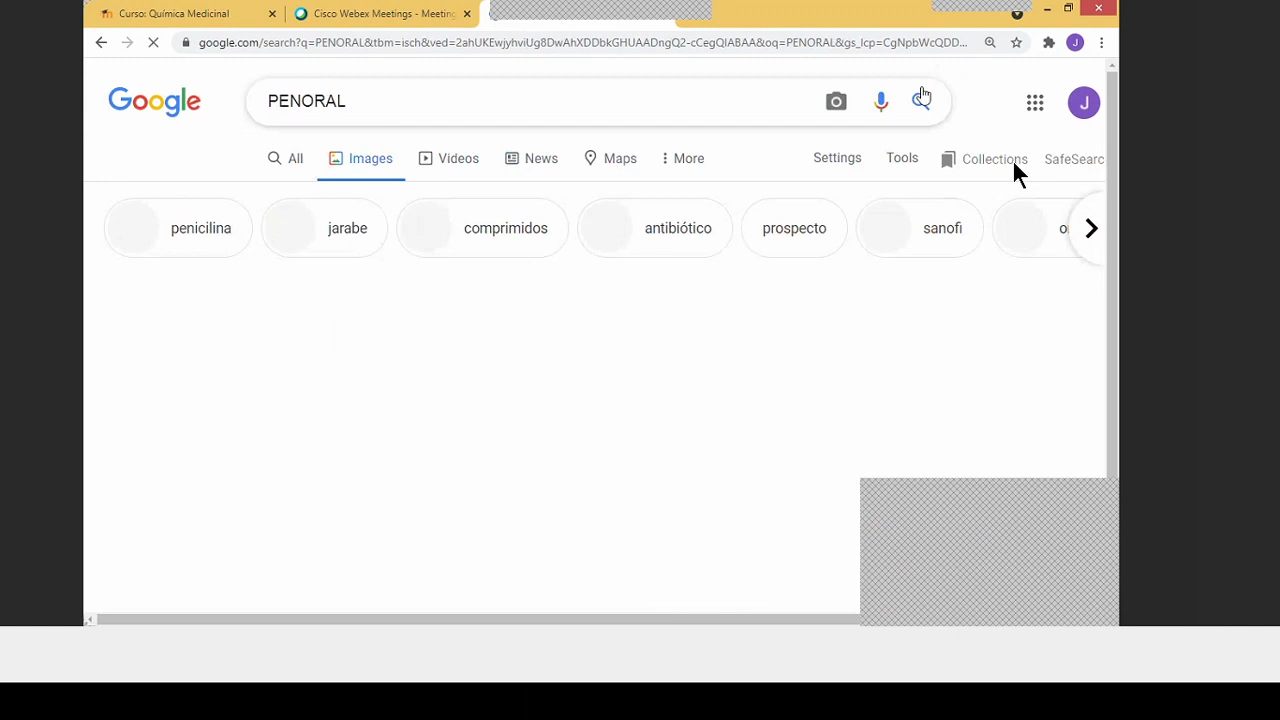 Curso: Química Medicinal
Cisco Webex Meetings - Meeting
google.com/search?q=PENORAL&tbm=isch&ved=2ahUKEwjyhviUg8DwAhXDDbkGHUAADngQ2-cCegQIABAA&oq=PENORAL&gs_lcp=CgNpbWcQDD...
Google
PENORAL
J
All
Images
Videos
News
Maps
More
Settings
Tools
Collections
SafeSearc
penicilina
jarabe
comprimidos
antibiótico
prospecto
sanofi